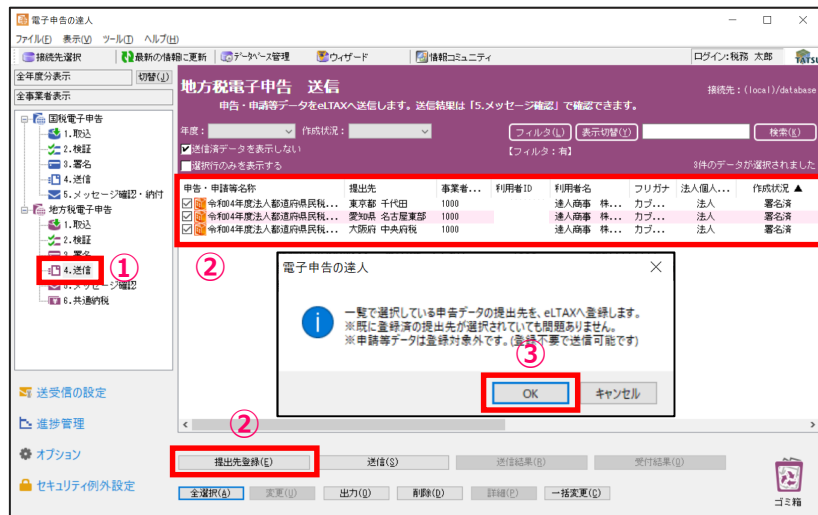 電子申告の達人
ファイル(F) 表示(V) ツール(T) ヘルプ(H)
接続先選択 最新の情報に更新 データベース管理 ウィザード 情報コミュニティ ログイン:税務 太郎
全年度分表示 切替(J)
全事業者表示
国税電子申告
1.取込
2.検証
3.署名
4.送信
5.メッセージ確認・納付
地方税電子申告
1.取込
2.検証
3.署名
4.送信
5.メッセージ確認
6.共通納税
①
地方税電子申告 送信
申告・申請等データをeLTAXへ送信します。送信結果は「5.メッセージ確認」で確認できます。
接続先:(local)/database
年度: 作成状況: フィルタ(L) 表示切替(Y) 検索(K)
送信済データを表示しない 【フィルタ:有】
選択行のみを表示する 3件のデータが選択されました
申告・申請等名称 提出先 事業者... 利用者ID 利用者名 フリガナ 法人個人... 作成状況 ▲
令和04年度法人都道府県民税... 東京都 千代田 1000 達人商事 株... カブ... 法人 署名済
令和04年度法人都道府県民税... 愛知県 名古屋東部 1000 達人商事 株... カブ... 法人 署名済
令和04年度法人都道府県民税... 大阪府 中央府税 1000 達人商事 株... カブ... 法人 署名済
②
電子申告の達人
一覧で選択している申告データの提出先を、eLTAXへ登録します。
※既に登録済の提出先が選択されていても問題ありません。
※申請等データは登録対象外です。(登録不要で送信可能です)
③
OK キャンセル
送受信の設定
進捗管理
オプション
セキュリティ例外設定
②
提出先登録(E) 送信(S) 送信結果(R) 受付結果(Q)
全選択(A) 変更(U) 出力(O) 削除(D) 詳細(P) 一括変更(C)
ゴミ箱